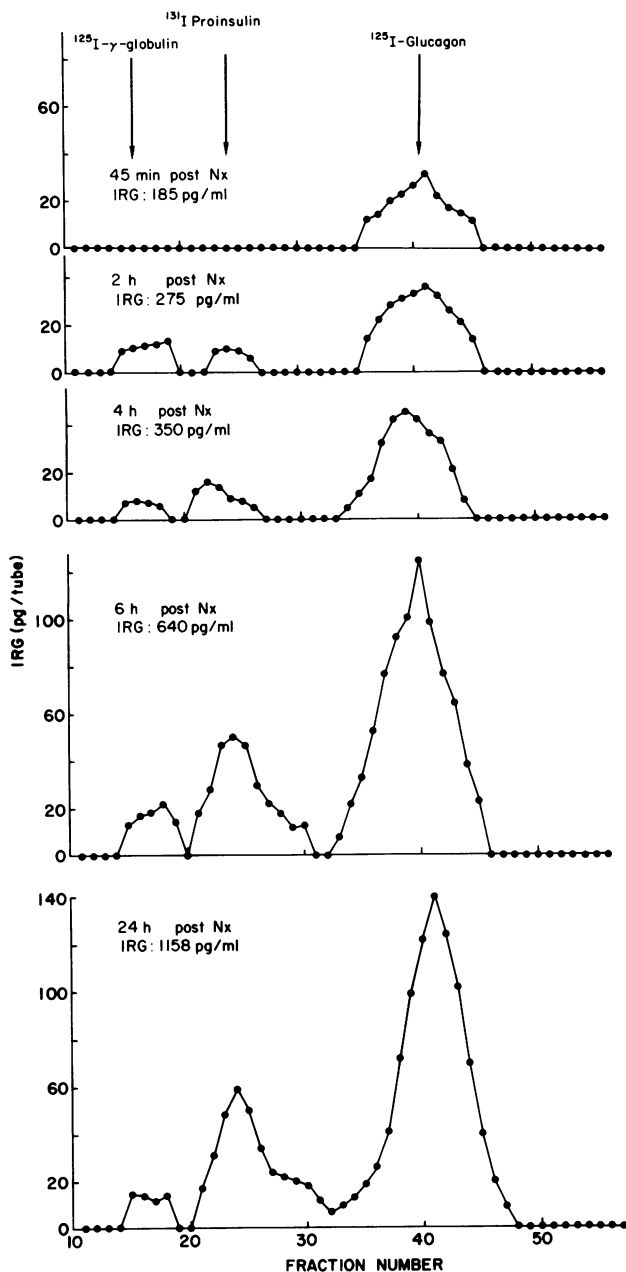 ¹³¹I Proinsulin
¹²⁵I-γ-globulin
¹²⁵I-Glucagon
60
45 min post Nx
IRG: 185 pg/ml
20
0
2 h post Nx
IRG: 275 pg/ml
20
0
4 h post Nx
IRG: 350 pg/ml
20
0
IRG (pg/tube)
6 h post Nx
IRG: 640 pg/ml
100
60
20
0
24 h post Nx
IRG: 1158 pg/ml
140
100
60
20
0
10 20 30 40 50
FRACTION NUMBER